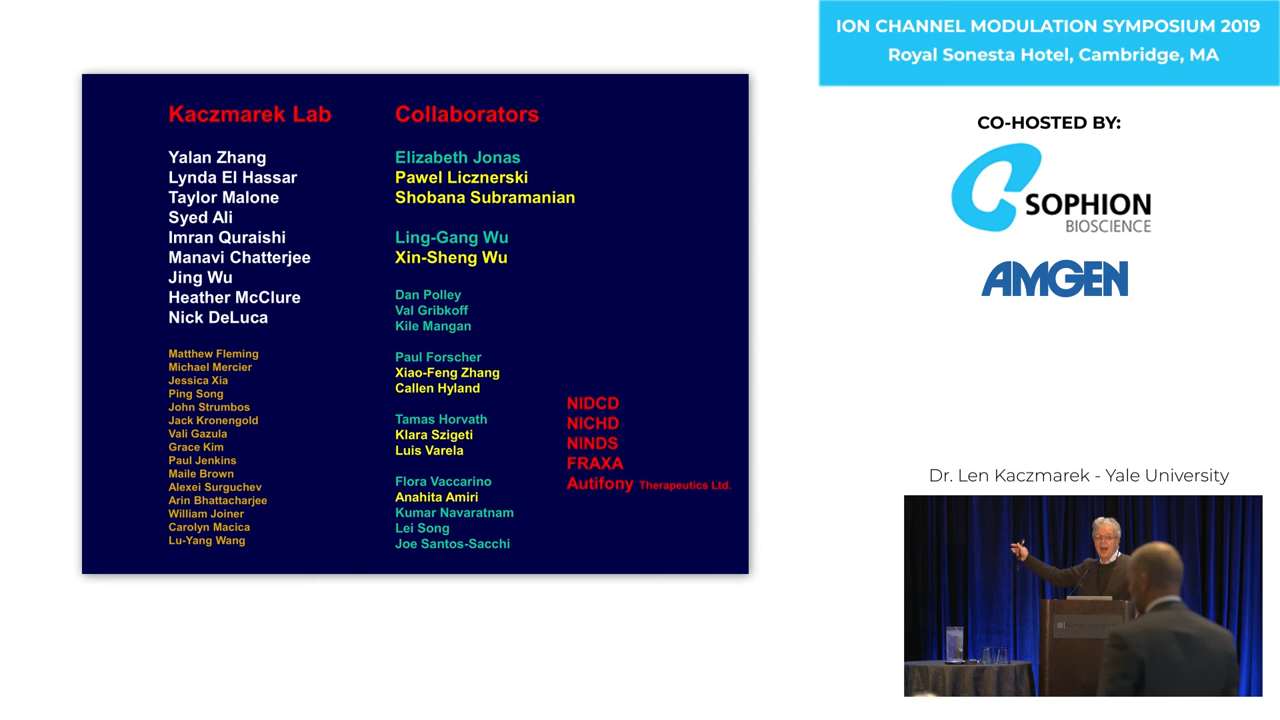 ION CHANNEL MODULATION SYMPOSIUM 2019
Royal Sonesta Hotel, Cambridge, MA
CO-HOSTED BY:
SOPHION
BIOSCIENCE
AMGEN
Kaczmarek Lab
Yalan Zhang
Lynda El Hassar
Taylor Malone
Syed Ali
Imran Quraishi
Manavi Chatterjee
Jing Wu
Heather McClure
Nick DeLuca
Matthew Fleming
Michael Mercier
Jessica Xia
Ping Song
John Strumbos
Jack Kronengold
Vali Gazula
Grace Kim
Paul Jenkins
Maile Brown
Alexei Surguchev
Arin Bhattacharjee
William Joiner
Carolyn Macica
Lu-Yang Wang
Collaborators
Elizabeth Jonas
Pawel Licznerski
Shobana Subramanian
Ling-Gang Wu
Xin-Sheng Wu
Dan Polley
Val Gribkoff
Kile Mangan
Paul Forscher
Xiao-Feng Zhang
Callen Hyland
Tamas Horvath
Klara Szigeti
Luis Varela
Flora Vaccarino
Anahita Amiri
Kumar Navaratnam
Lei Song
Joe Santos-Sacchi
NIDCD
NICHD
NINDS
FRAXA
Autifony Therapeutics Ltd.
Dr. Len Kaczmarek - Yale University